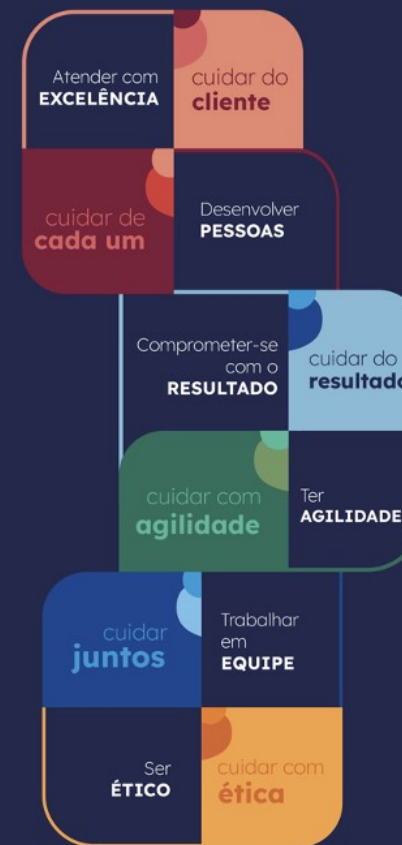 Atender com
EXCELÊNCIA
cuidar do
cliente
cuidar de
cada um
Desenvolver
PESSOAS
Comprometer-se
com o
RESULTADO
cuidar do
resultado
cuidar com
agilidade
Ter
AGILIDADE
cuidar
juntos
Trabalhar
em
EQUIPE
Ser
ÉTICO
cuidar com
ética